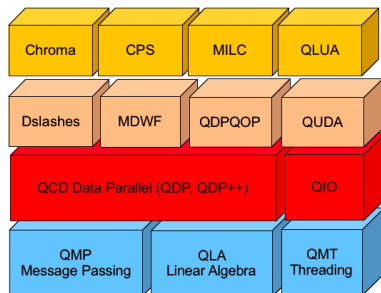 Chroma
CPS
MILC
QLUA
Dslashes
MDWF
QDPQOP
QUDA
QCD Data Parallel (QDP, QDP++)
QIO
QMP
Message Passing
QLA
Linear Algebra
QMT
Threading